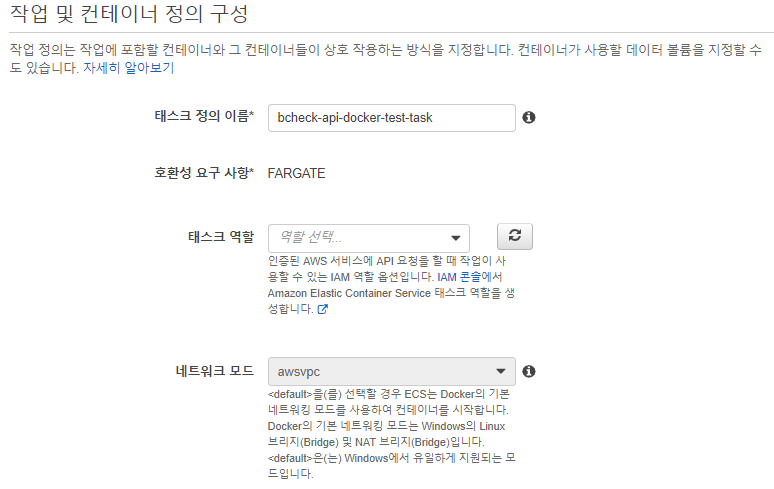 작업 및 컨테이너 정의 구성
작업 정의는 작업에 포함할 컨테이너와 그 컨테이너들이 상호 작용하는 방식을 지정합니다. 컨테이너가 사용할 데이터 볼륨을 지정할 수
도 있습니다. 자세히 알아보기
태스크 정의 이름* bcheck-api-docker-test-task
호환성 요구 사항* FARGATE
태스크 역할 역할 선택...
인증된 AWS 서비스에 API 요청을 할 때 작업이 사
용할 수 있는 IAM 역할 옵션입니다. IAM 콘솔에서
Amazon Elastic Container Service 태스크 역할을 생
성합니다.
네트워크 모드 awsvpc
<default>을(를) 선택할 경우 ECS는 Docker의 기본
네트워킹 모드를 사용하여 컨테이너를 시작합니다.
Docker의 기본 네트워킹 모드는 Windows의 Linux
브리지(Bridge) 및 NAT 브리지(Bridge)입니다.
<default>은(는) Windows에서 유일하게 지원되는 모
드입니다.